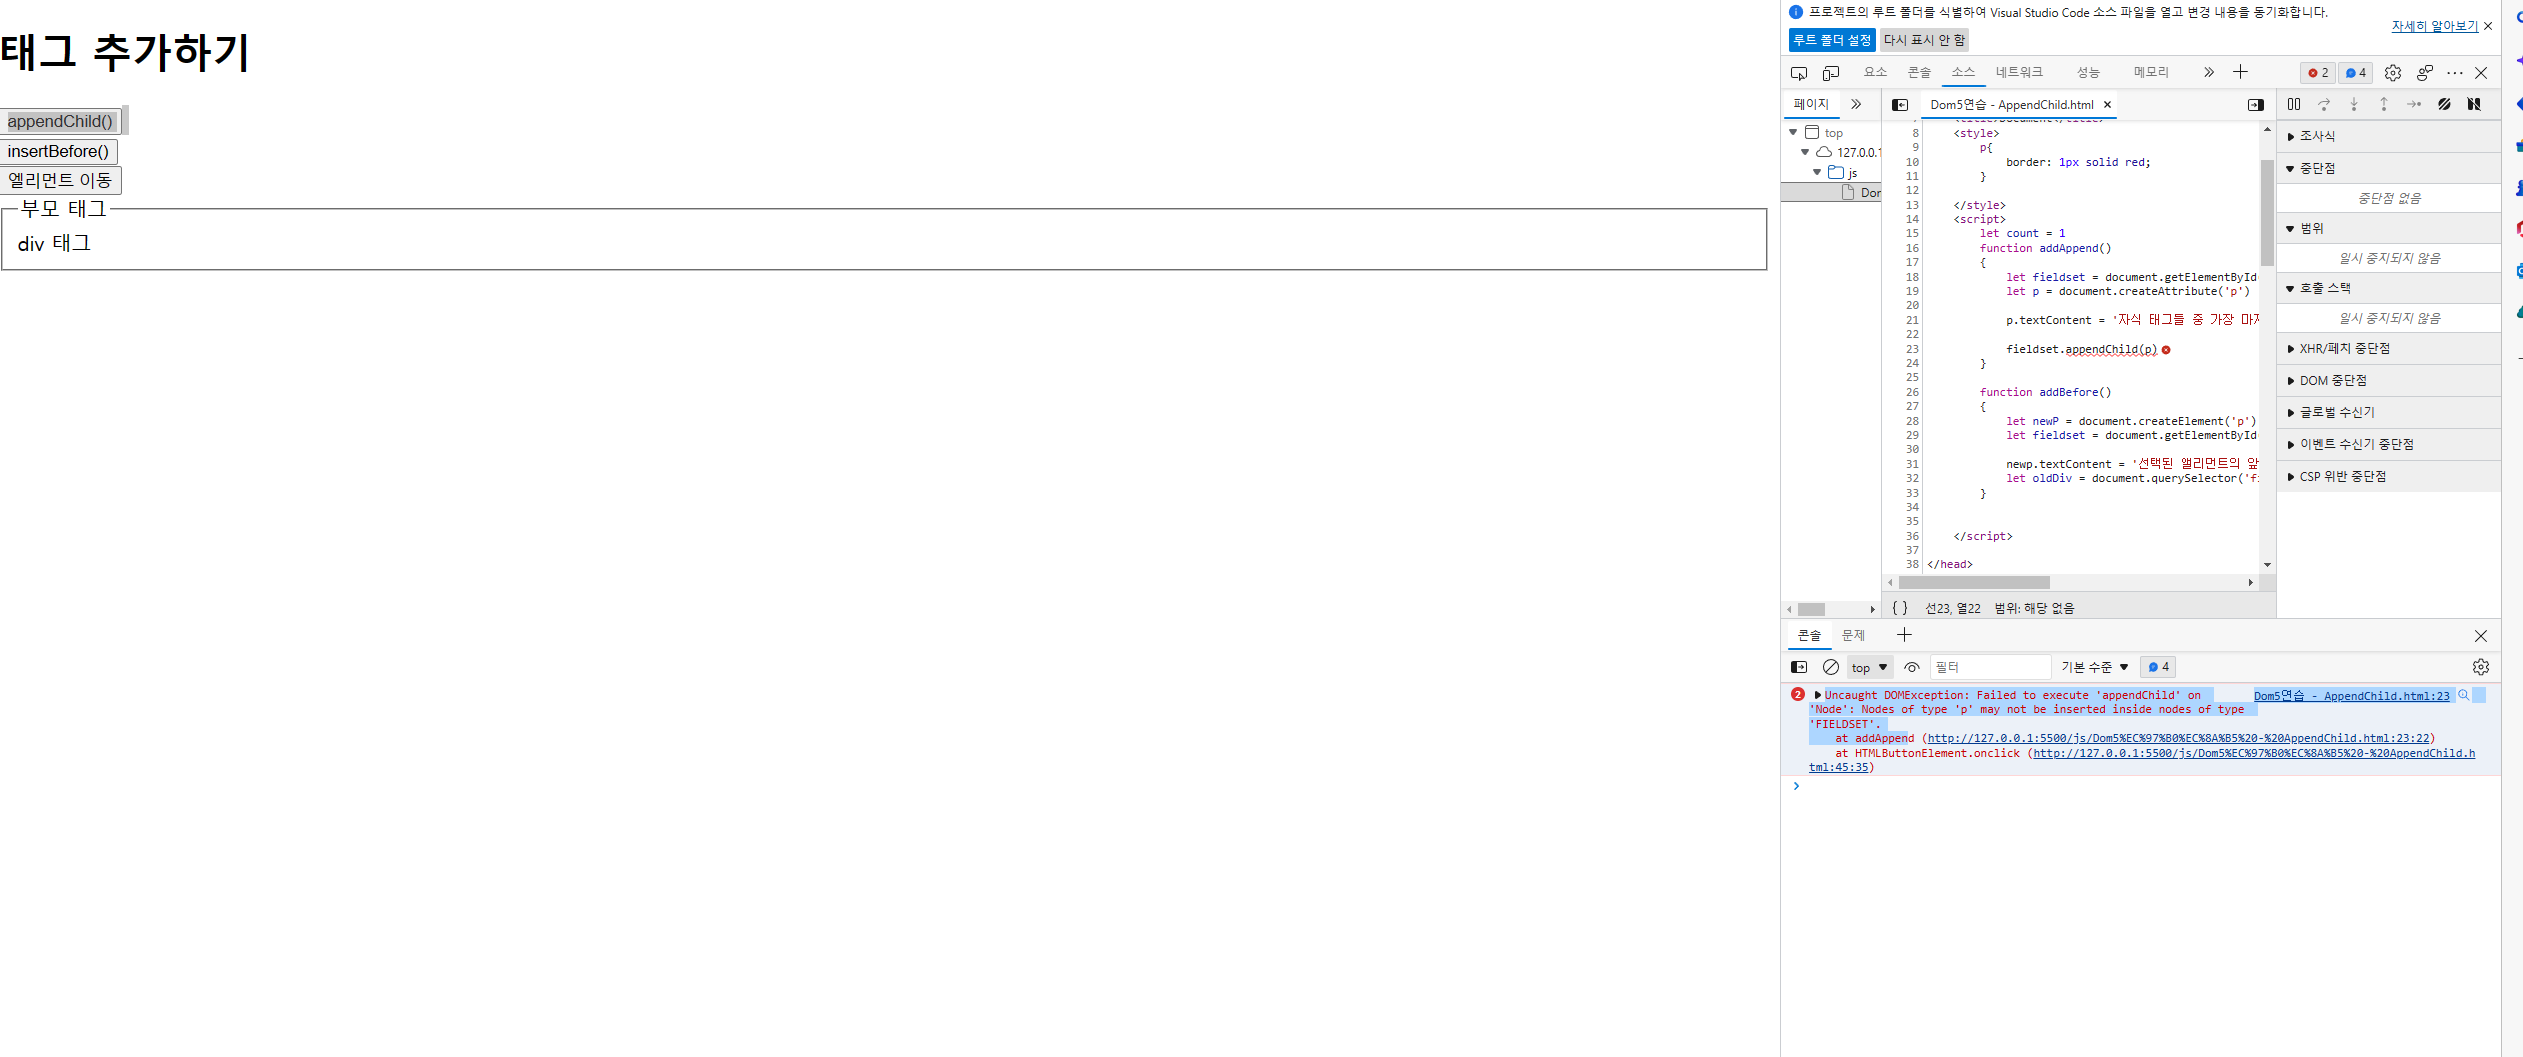 태그 추가하기
appendChild()
insertBefore()
엘리먼트 이동
부모 태그
div 태그
프로젝트의 루트 폴더를 식별하여 Visual Studio Code 소스 파일을 열고 변경 내용을 동기화합니다.
자세히 알아보기
루트 폴더 설정 다시 표시 안 함
요소 콘솔 소스 네트워크 성능 메모리 2 4
페이지 Dom5연습 - AppendChild.html
top
127.0.0.1
js
Dor
8 <style>
9 p{
10 border: 1px solid red;
11 }
12
13 </style>
14 <script>
15 let count = 1
16 function addAppend()
17 {
18 let fieldset = document.getElementById
19 let p = document.createAttribute('p')
20
21 p.textContent = '자식 태그들 중 가장 마지
22
23 fieldset.appendChild(p)
24 }
25
26 function addBefore()
27 {
28 let newP = document.createElement('p')
29 let fieldset = document.getElementById
30
31 newp.textContent = '선택된 앨리먼트의 앞
32 let oldDiv = document.querySelector('fi
33 }
34
35
36 </script>
37
38 </head>
{ } 선23, 열22 범위: 해당 없음
조사식
중단점
중단점 없음
범위
일시 중지되지 않음
호출 스택
일시 중지되지 않음
XHR/페치 중단점
DOM 중단점
글로벌 수신기
이벤트 수신기 중단점
CSP 위반 중단점
콘솔 문제
top 필터 기본 수준 4
2 Uncaught DOMException: Failed to execute 'appendChild' on Dom5연습 - AppendChild.html:23
'Node': Nodes of type 'p' may not be inserted inside nodes of type
'FIELDSET'.
at addAppend (http://127.0.0.1:5500/js/Dom5%EC%97%B0%EC%8A%B5%20-%20AppendChild.html:23:22)
at HTMLButtonElement.onclick (http://127.0.0.1:5500/js/Dom5%EC%97%B0%EC%8A%B5%20-%20AppendChild.h
tml:45:35)